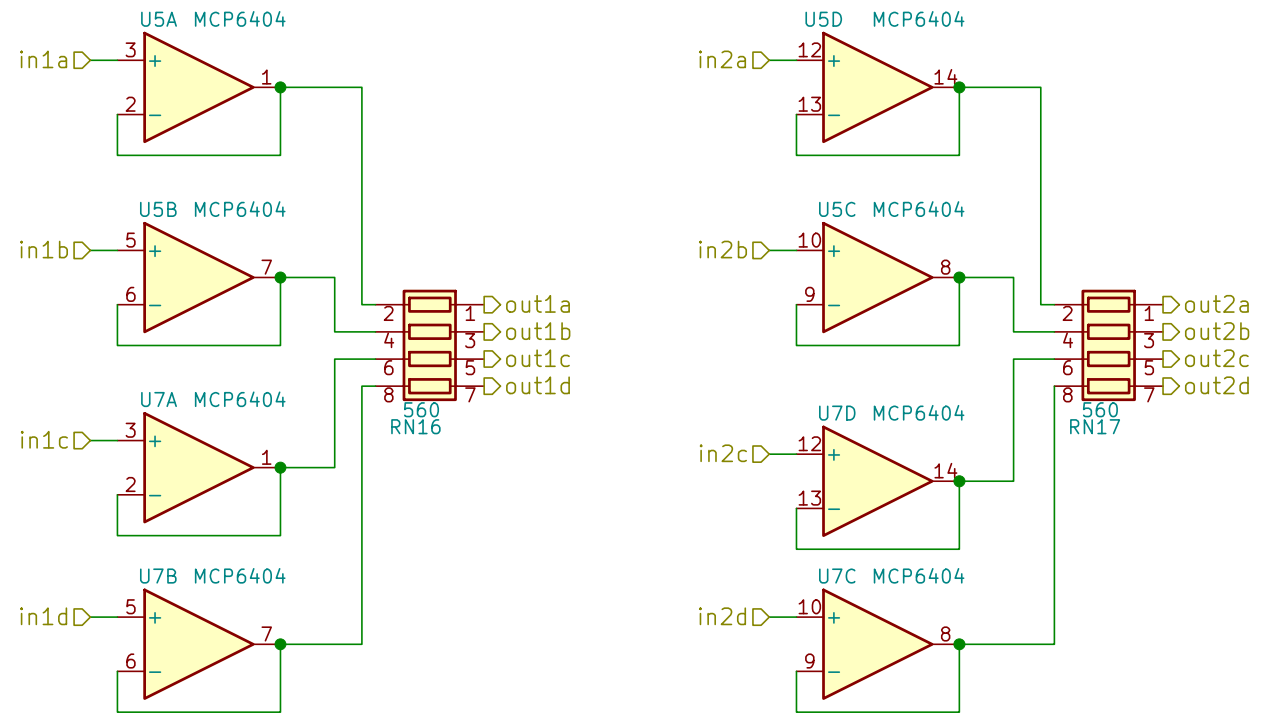 U5A MCP6404
in1a
3
+
1
2
−
U5B MCP6404
in1b
5
+
7
6
−
U7A MCP6404
in1c
3
+
1
2
−
U7B MCP6404
in1d
5
+
7
6
−
2 1 out1a
4 3 out1b
6 5 out1c
8 7 out1d
560
RN16
U5D MCP6404
in2a
12
+
14
13
−
U5C MCP6404
in2b
10
+
8
9
−
U7D MCP6404
in2c
12
+
14
13
−
U7C MCP6404
in2d
10
+
8
9
−
2 1 out2a
4 3 out2b
6 5 out2c
8 7 out2d
560
RN17